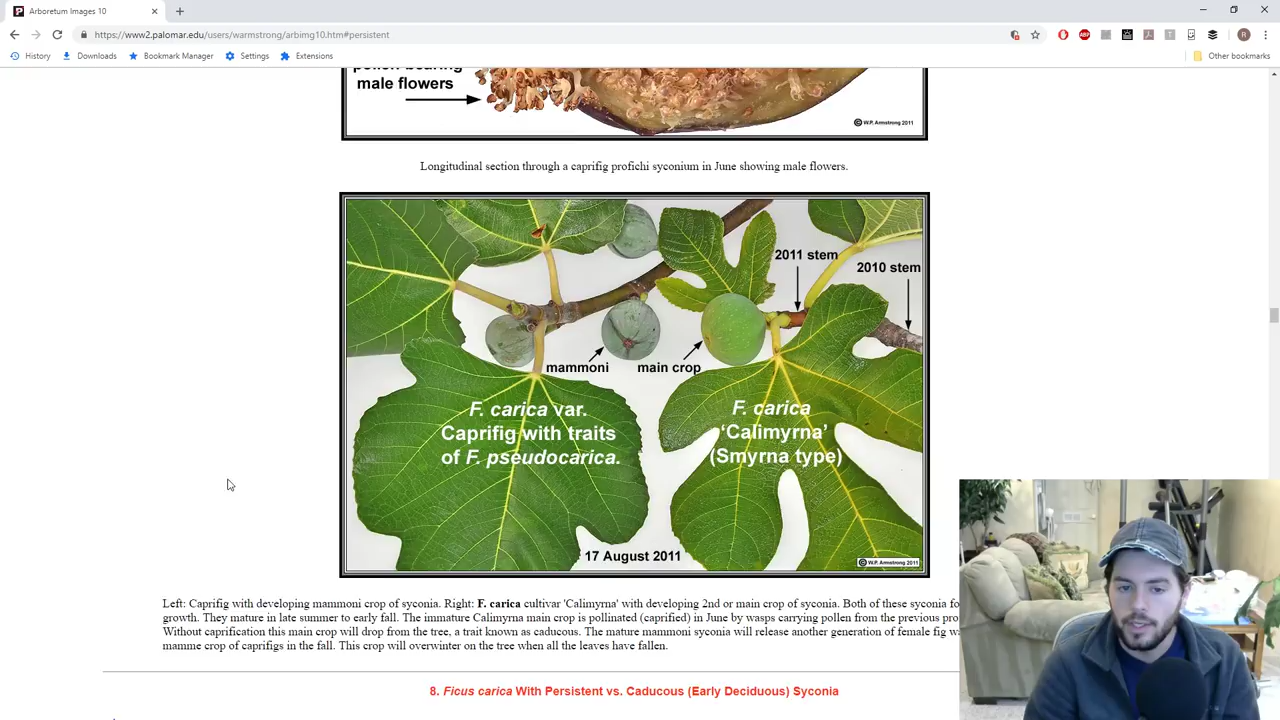 Arboretum Images 10
https://www2.palomar.edu/users/warmstrong/arbimg10.htm#persistent
History Downloads Bookmark Manager Settings Extensions Other bookmarks
male flowers
© W.P. Armstrong 2011
Longitudinal section through a caprifig profichi syconium in June showing male flowers.
2011 stem
2010 stem
mammoni
main crop
F. carica var.
Caprifig with traits
of F. pseudocarica.
F. carica
‘Calimyrna’
(Smyrna type)
17 August 2011
© W.P. Armstrong 2011
Left: Caprifig with developing mammoni crop of syconia. Right: F. carica cultivar 'Calimyrna' with developing 2nd or main crop of syconia. Both of these syconia fo
growth. They mature in late summer to early fall. The immature Calimyrna main crop is pollinated (caprified) in June by wasps carrying pollen from the previous pro
Without caprification this main crop will drop from the tree, a trait known as caducous. The mature mammoni syconia will release another generation of female fig wa
mamme crop of caprifigs in the fall. This crop will overwinter on the tree when all the leaves have fallen.
8. Ficus carica With Persistent vs. Caducous (Early Deciduous) Syconia